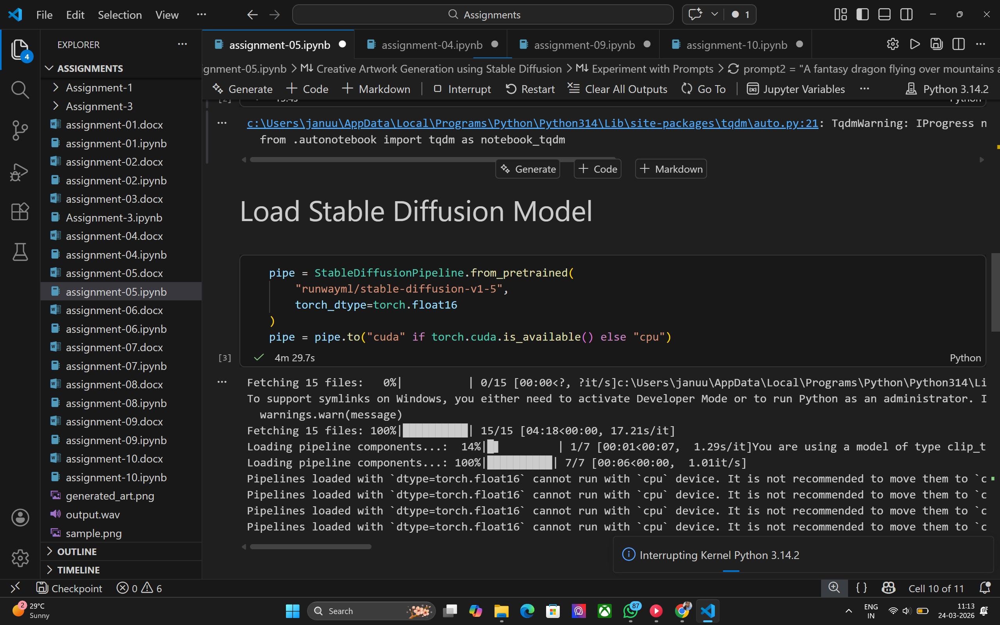 File Edit Selection View ··· Assignments 1
EXPLORER ···
ASSIGNMENTS
Assignment-1
Assignment-3
assignment-01.docx
assignment-01.ipynb
assignment-02.docx
assignment-02.ipynb
assignment-03.docx
Assignment-3.ipynb
assignment-04.docx
assignment-04.ipynb
assignment-05.docx
assignment-05.ipynb
assignment-06.docx
assignment-06.ipynb
assignment-07.docx
assignment-07.ipynb
assignment-08.docx
assignment-08.ipynb
assignment-09.docx
assignment-09.ipynb
assignment-10.docx
assignment-10.ipynb
generated_art.png
output.wav
sample.png
OUTLINE
TIMELINE
4
assignment-05.ipynb assignment-04.ipynb assignment-09.ipynb assignment-10.ipynb
gnment-05.ipynb > M↓ Creative Artwork Generation using Stable Diffusion > M↓ Experiment with Prompts > prompt2 = "A fantasy dragon flying over mountains a
Generate + Code + Markdown Interrupt Restart Clear All Outputs Go To Jupyter Variables ··· Python 3.14.2
[2] 15.4s Python
c:\Users\januu\AppData\Local\Programs\Python\Python314\Lib\site-packages\tqdm\auto.py:21: TqdmWarning: IProgress n
from .autonotebook import tqdm as notebook_tqdm
Generate + Code + Markdown
Load Stable Diffusion Model
pipe = StableDiffusionPipeline.from_pretrained(
"runwayml/stable-diffusion-v1-5",
torch_dtype=torch.float16
)
pipe = pipe.to("cuda" if torch.cuda.is_available() else "cpu")
[3] 4m 29.7s Python
Fetching 15 files: 0%| | 0/15 [00:00<?, ?it/s]c:\Users\januu\AppData\Local\Programs\Python\Python314\Li
To support symlinks on Windows, you either need to activate Developer Mode or to run Python as an administrator. I
warnings.warn(message)
Fetching 15 files: 100%|██████████| 15/15 [04:18<00:00, 17.21s/it]
Loading pipeline components...: 14%|█▍ | 1/7 [00:01<00:07, 1.29s/it]You are using a model of type clip_t
Loading pipeline components...: 100%|██████████| 7/7 [00:06<00:00, 1.01it/s]
Pipelines loaded with `dtype=torch.float16` cannot run with `cpu` device. It is not recommended to move them to `c
Pipelines loaded with `dtype=torch.float16` cannot run with `cpu` device. It is not recommended to move them to `c
Pipelines loaded with `dtype=torch.float16` cannot run with `cpu` device. It is not recommended to move them to `c
Pipelines loaded with `dtype=torch.float16` cannot run with `cpu` device. It is not recommended to move them to `c
Interrupting Kernel Python 3.14.2
Checkpoint 0 6 { } Cell 10 of 11
2 29°C
Sunny
Search
87
ENG
IN
11:13
24-03-2026